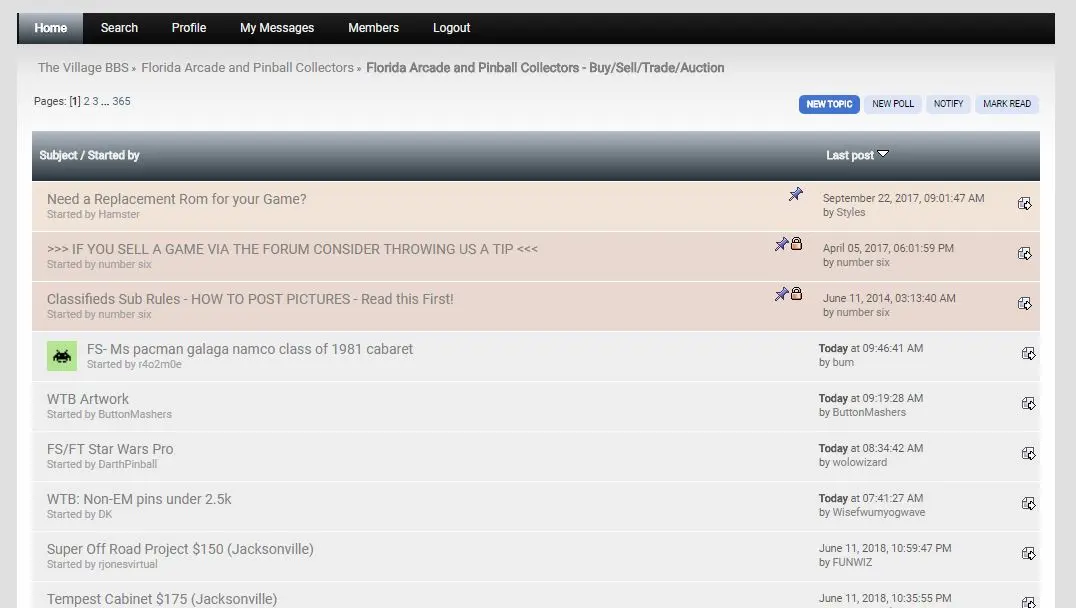 Home Search Profile My Messages Members Logout
The Village BBS » Florida Arcade and Pinball Collectors » Florida Arcade and Pinball Collectors - Buy/Sell/Trade/Auction
Pages: [1] 2 3 ... 365
NEW TOPIC NEW POLL NOTIFY MARK READ
Subject / Started by Last post
Need a Replacement Rom for your Game? September 22, 2017, 09:01:47 AM
Started by Hamster by Styles
>>> IF YOU SELL A GAME VIA THE FORUM CONSIDER THROWING US A TIP <<< April 05, 2017, 06:01:59 PM
Started by number six by number six
Classifieds Sub Rules - HOW TO POST PICTURES - Read this First! June 11, 2014, 03:13:40 AM
Started by number six by number six
FS- Ms pacman galaga namco class of 1981 cabaret Today at 09:46:41 AM
Started by r4o2m0e by bum
WTB Artwork Today at 09:19:28 AM
Started by ButtonMashers by ButtonMashers
FS/FT Star Wars Pro Today at 08:34:42 AM
Started by DarthPinball by wolowizard
WTB: Non-EM pins under 2.5k Today at 07:41:27 AM
Started by DK by Wisefwumyogwave
Super Off Road Project $150 (Jacksonville) June 11, 2018, 10:59:47 PM
Started by rjonesvirtual by FUNWIZ
Tempest Cabinet $175 (Jacksonville) June 11, 2018, 10:35:55 PM